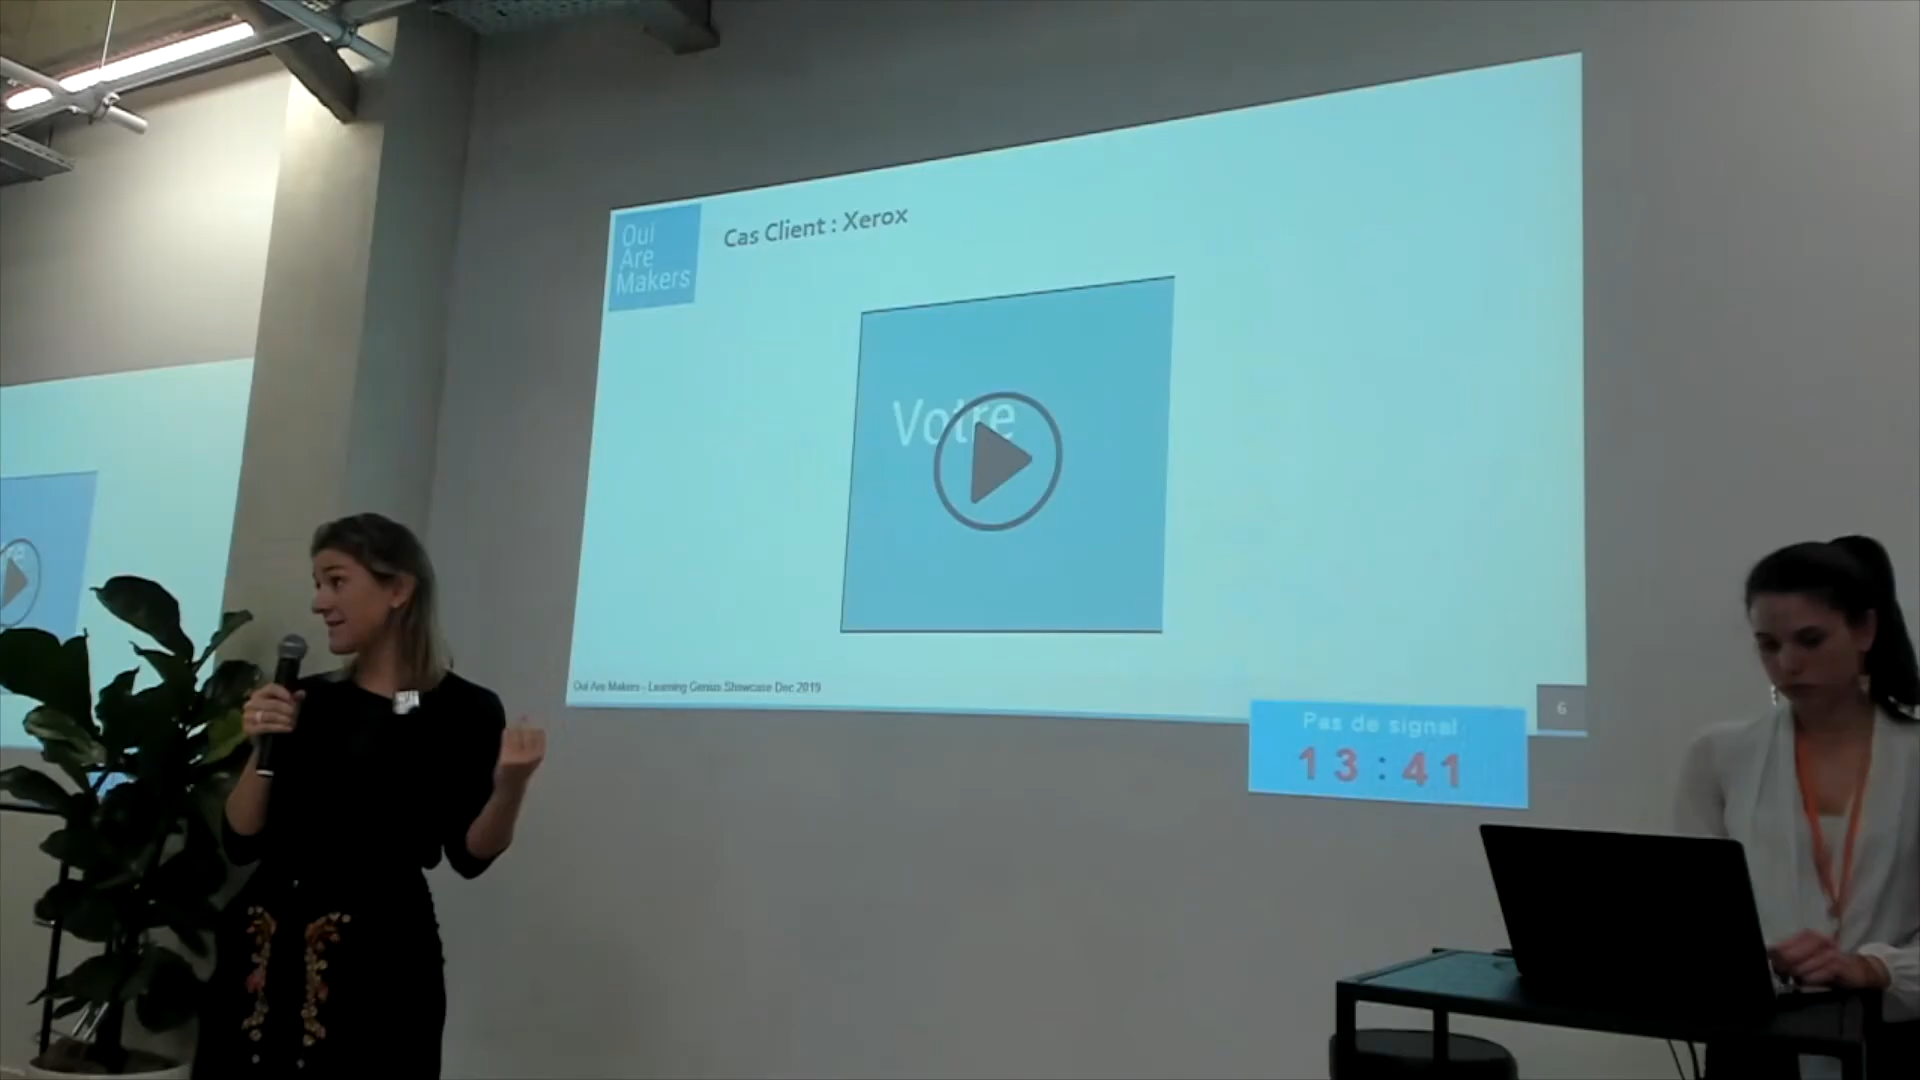 Oui
Are
Makers
Cas Client : Xerox
Votre
Oui Are Makers - Learning Genius Showcase Dec 2019
6
Pas de signal
13:41